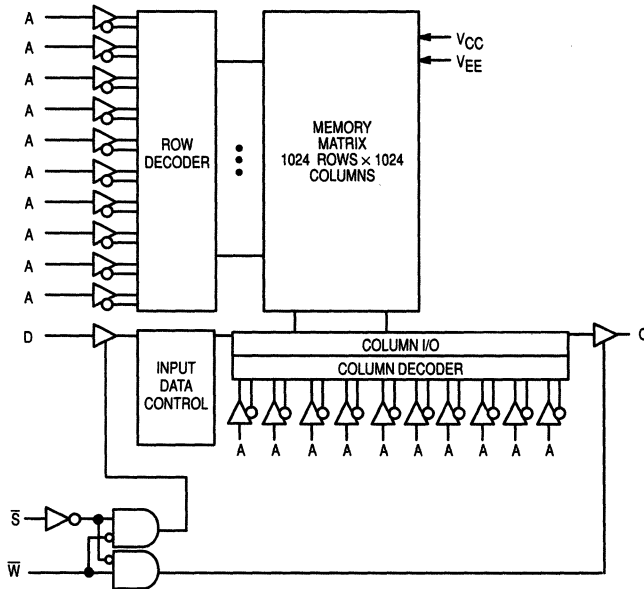 A
A
A
A
A
A
A
A
A
A
ROW
DECODER
MEMORY
MATRIX
1024 ROWS × 1024
COLUMNS
VCC
VEE
D
INPUT
DATA
CONTROL
COLUMN I/O
COLUMN DECODER
A A A A A A A A A A
S̅
W̅